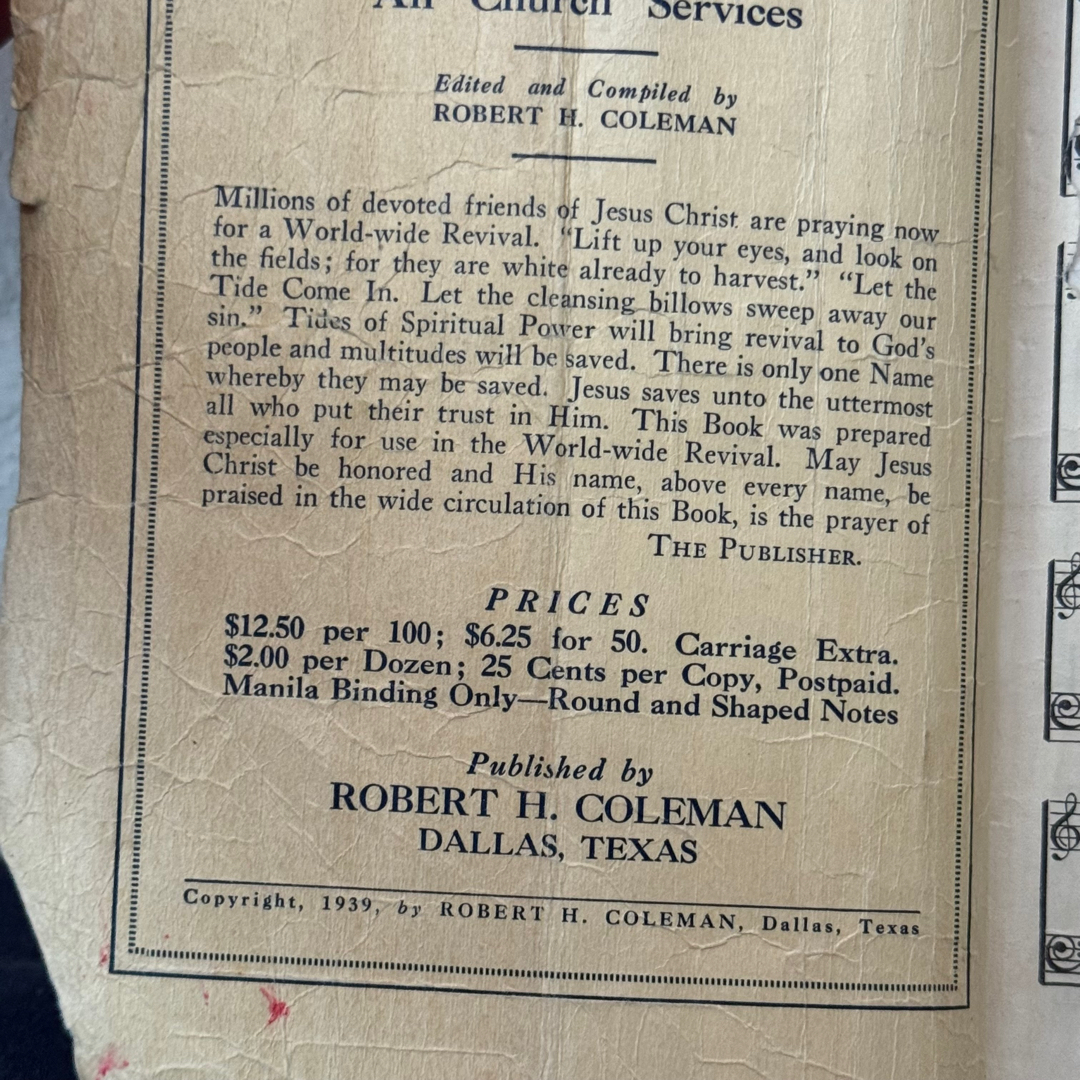 All Church Services
Edited and Compiled by
ROBERT H. COLEMAN
Millions of devoted friends of Jesus Christ are praying now
for a World-wide Revival. “Lift up your eyes, and look on
the fields; for they are white already to harvest.” “Let the
Tide Come In. Let the cleansing billows sweep away our
sin.” Tides of Spiritual Power will bring revival to God's
people and multitudes will be saved. There is only one Name
whereby they may be saved. Jesus saves unto the uttermost
all who put their trust in Him. This Book was prepared
especially for use in the World-wide Revival. May Jesus
Christ be honored and His name, above every name, be
praised in the wide circulation of this Book, is the prayer of
THE PUBLISHER.
PRICES
$12.50 per 100; $6.25 for 50. Carriage Extra.
$2.00 per Dozen; 25 Cents per Copy, Postpaid.
Manila Binding Only—Round and Shaped Notes
Published by
ROBERT H. COLEMAN
DALLAS, TEXAS
Copyright, 1939, by ROBERT H. COLEMAN, Dallas, Texas